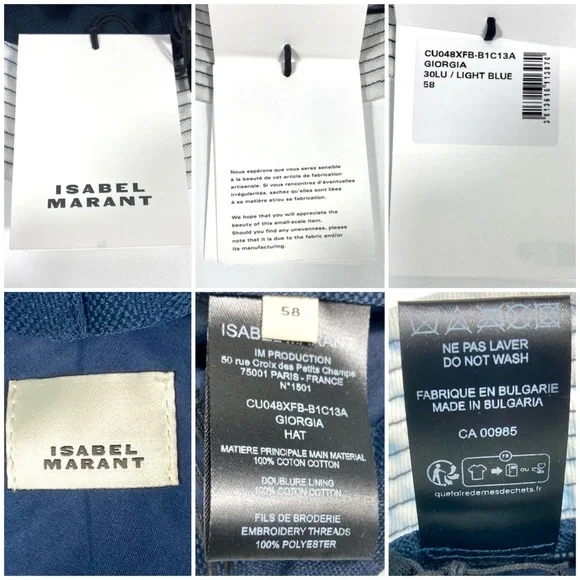 ISABEL
MARANT
Nous espérons que vous serez sensible
à la beauté de cet article de fabrication
artisanale. Si vous rencontrez d'éventuelles
irrégularités, sachez qu'elles sont liées
à sa matière et/ou sa fabrication.
We hope that you will appreciate the
beauty of this small-scale item.
Should you find any unevenness, please
note that is due to the fabric and/or
its manufacturing.
CU048XFB-B1C13A
GIORGIA
30LU / LIGHT BLUE
58
3613616113870
ISABEL
MARANT
58
ISABEL MARANT
IM PRODUCTION
50 rue Croix des Petits Champs
75001 PARIS - FRANCE
N°1501
CU048XFB-B1C13A
GIORGIA
HAT
MATIERE PRINCIPALE MAIN MATERIAL
100% COTON COTTON
DOUBLURE LINING
100% COTON COTTON
FILS DE BRODERIE
EMBROIDERY THREADS
100% POLYESTER
NE PAS LAVER
DO NOT WASH
FABRIQUE EN BULGARIE
MADE IN BULGARIA
CA 00985
FR
OU
quefairedemesdechets.fr